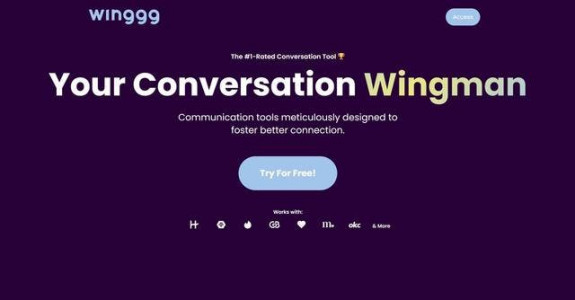 winggg
Access
The #1-Rated Conversation Tool 🏆
Your Conversation Wingman
Communication tools meticulously designed to
foster better connection.
Try For Free!
Works with:
H M. okc & More